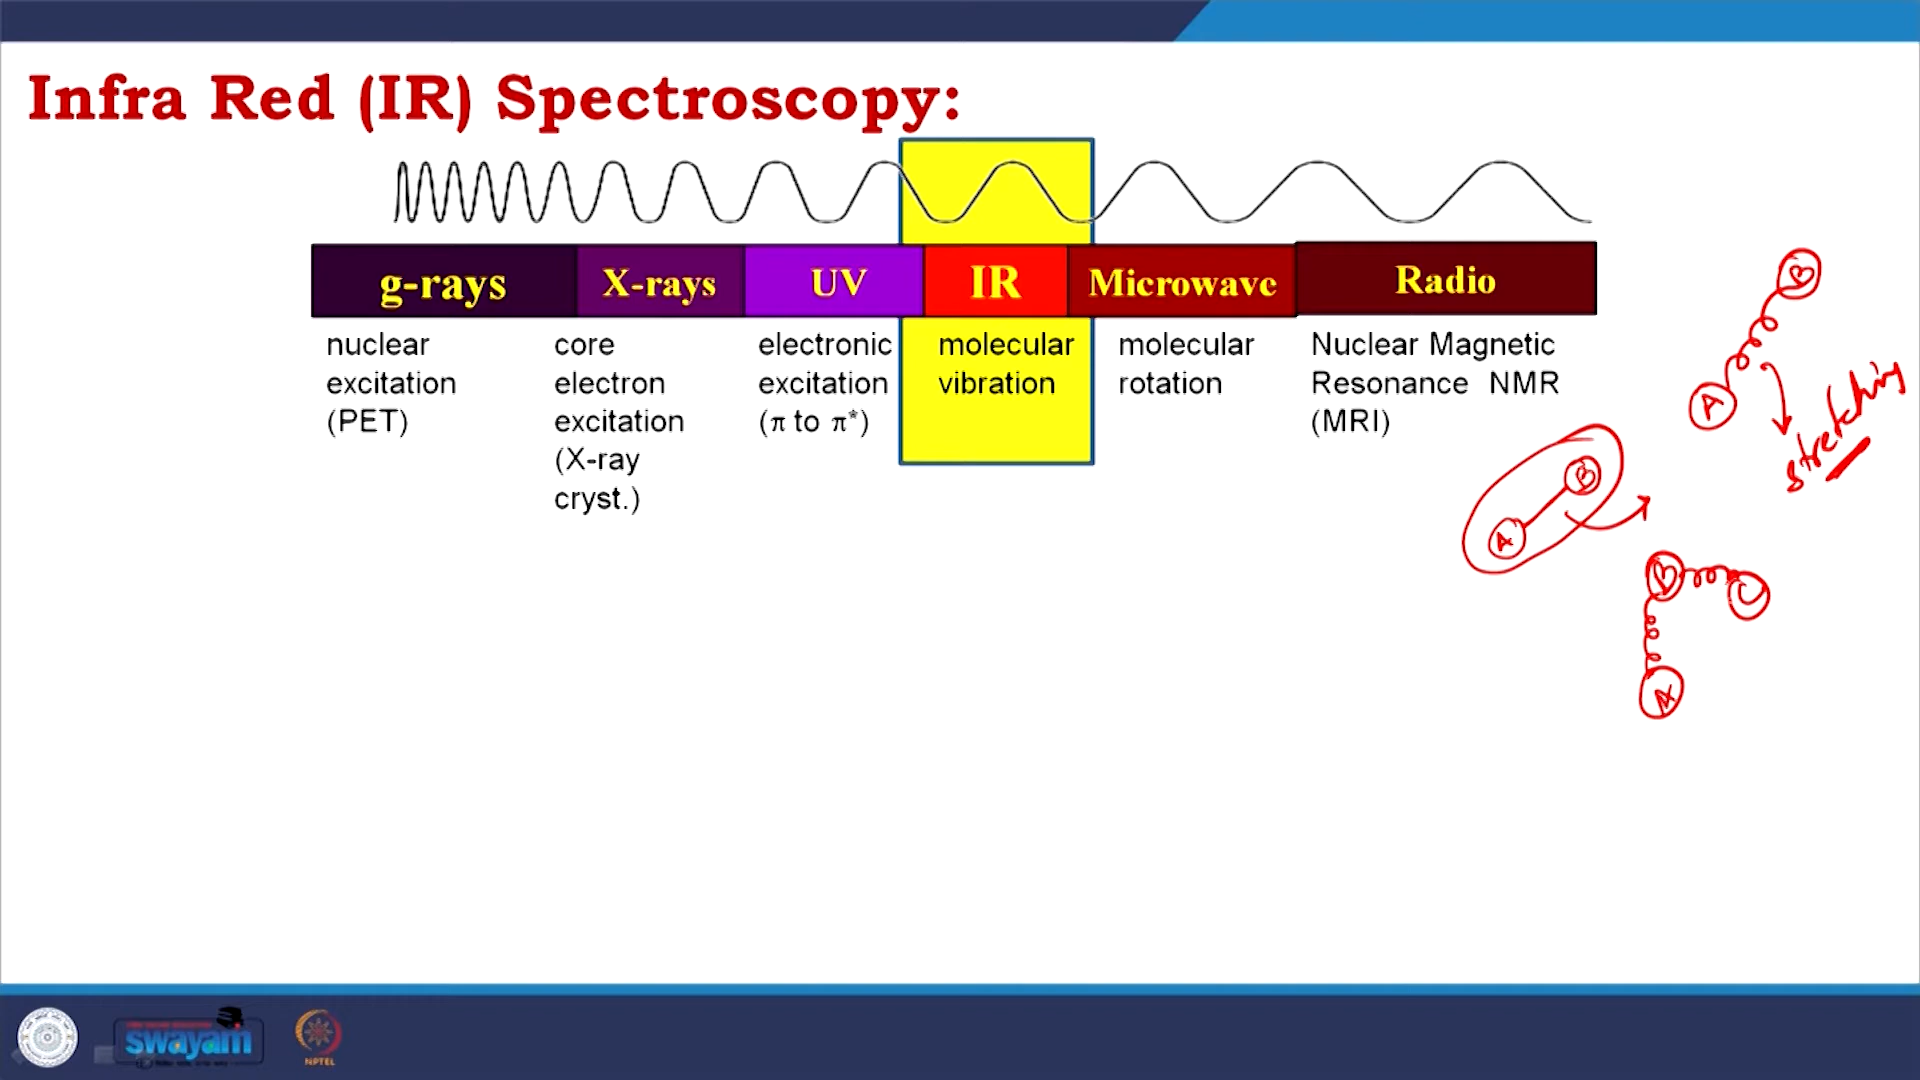 Infra Red (IR) Spectroscopy:
g-rays X-rays UV IR Microwave Radio
nuclear excitation (PET)
core electron excitation (X-ray cryst.)
electronic excitation (π to π*)
molecular vibration
molecular rotation
Nuclear Magnetic Resonance NMR (MRI)
B
A
stretching
B
A
B
C
A
swayam
NPTEL